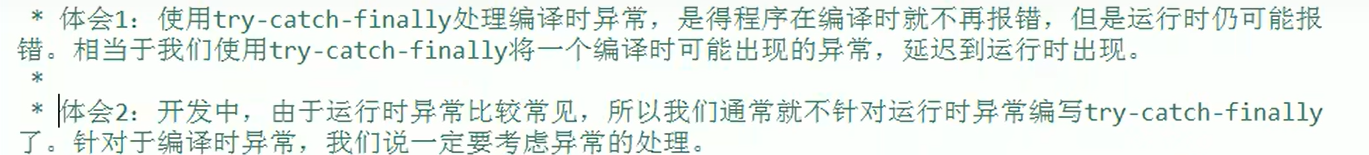 * 体会1：使用try-catch-finally处理编译时异常，是得程序在编译时就不再报错，但是运行时仍可能报
错。相当于我们使用try-catch-finally将一个编译时可能出现的异常，延迟到运行时出现。
*
* 体会2：开发中，由于运行时异常比较常见，所以我们通常就不针对运行时异常编写try-catch-finally
了。针对于编译时异常，我们说一定要考虑异常的处理。